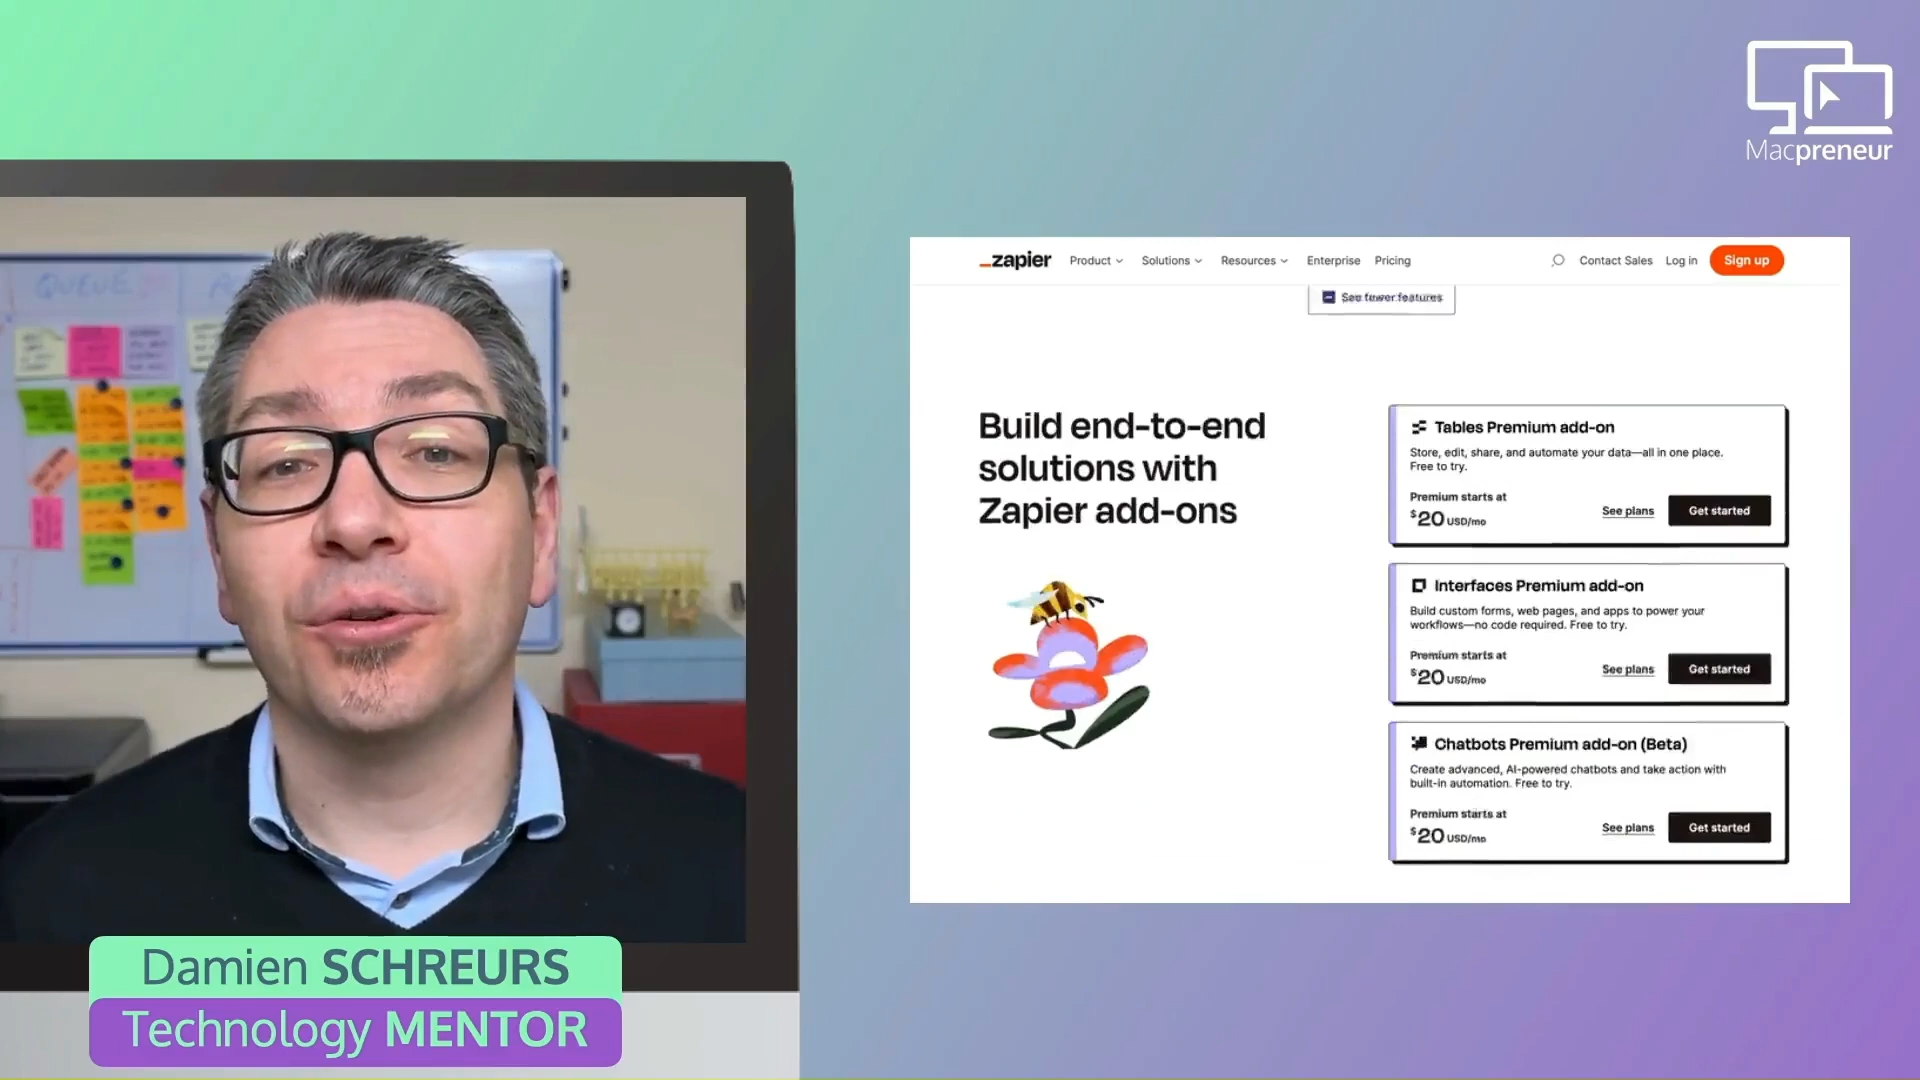 Macpreneur
QUEUE
zapier
Product
Solutions
Resources
Enterprise
Pricing
Contact Sales
Log in
Sign up
See fewer features
Build end-to-end
solutions with
Zapier add-ons
Tables Premium add-on
Store, edit, share, and automate your data—all in one place.
Free to try.
Premium starts at
$20 USD/mo
See plans
Get started
Interfaces Premium add-on
Build custom forms, web pages, and apps to power your
workflows—no code required. Free to try.
Premium starts at
$20 USD/mo
See plans
Get started
Chatbots Premium add-on (Beta)
Create advanced, AI-powered chatbots and take action with
built-in automation. Free to try.
Premium starts at
$20 USD/mo
See plans
Get started
Damien SCHREURS
Technology MENTOR